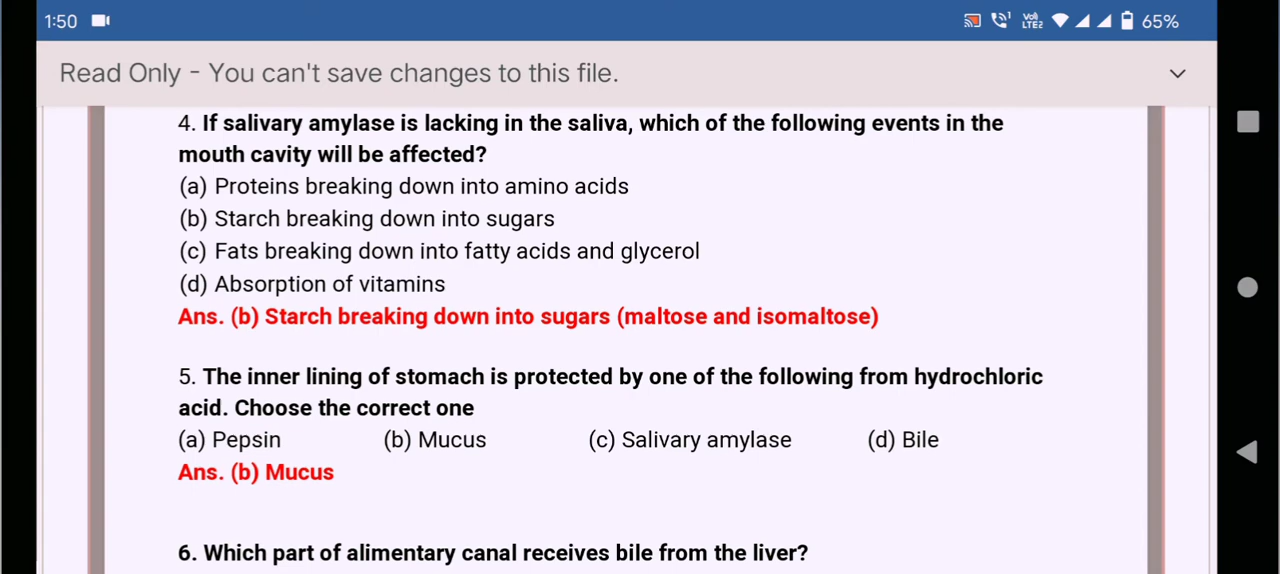 1:50
Vo) LTE2 65%
Read Only - You can't save changes to this file.
4. If salivary amylase is lacking in the saliva, which of the following events in the
mouth cavity will be affected?
(a) Proteins breaking down into amino acids
(b) Starch breaking down into sugars
(c) Fats breaking down into fatty acids and glycerol
(d) Absorption of vitamins
Ans. (b) Starch breaking down into sugars (maltose and isomaltose)
5. The inner lining of stomach is protected by one of the following from hydrochloric
acid. Choose the correct one
(a) Pepsin (b) Mucus (c) Salivary amylase (d) Bile
Ans. (b) Mucus
6. Which part of alimentary canal receives bile from the liver?